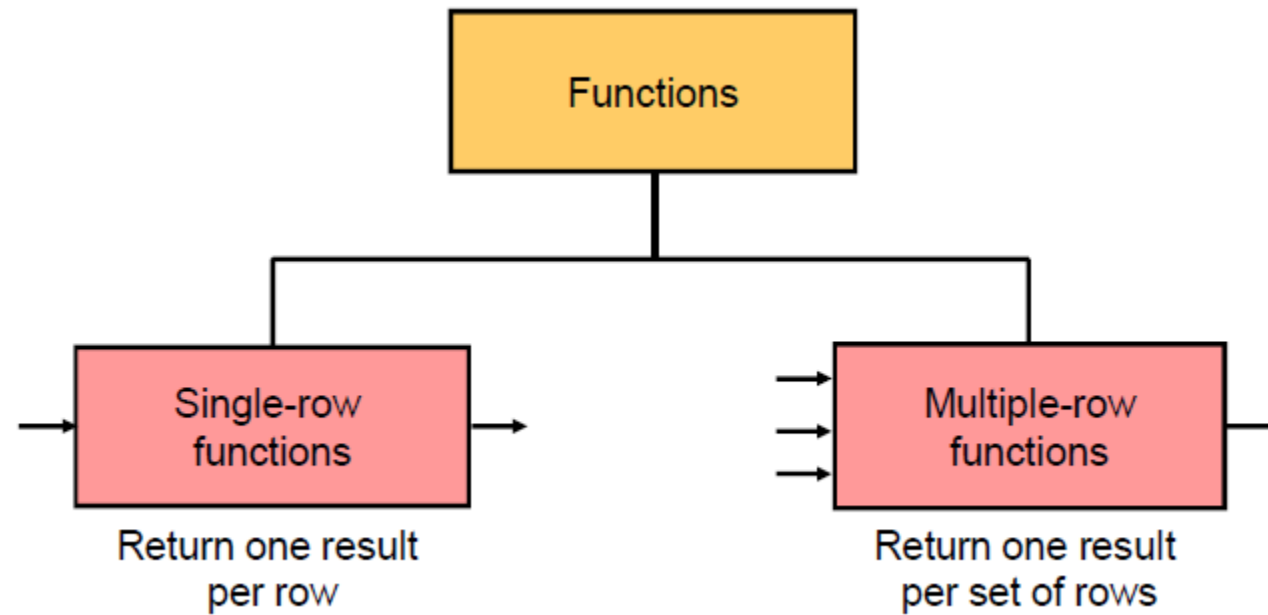 Functions
Single-row
functions
Multiple-row
functions
Return one result
per row
Return one result
per set of rows